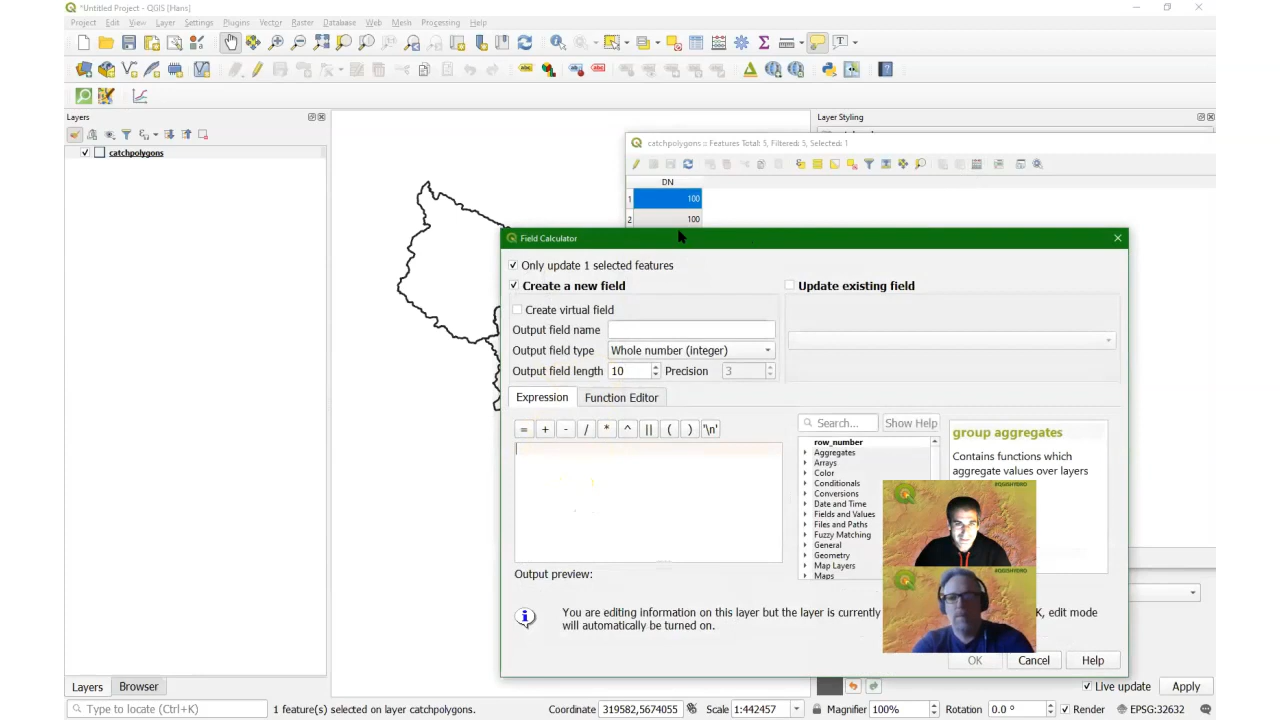 *Untitled Project - QGIS [Hans]
Project Edit View Layer Settings Plugins Vector Raster Database Web Mesh Processing Help
Layers
catchpolygons
Layer Styling
catchpolygons :: Features Total: 5, Filtered: 5, Selected: 1
DN
1 100
2 100
Field Calculator
Only update 1 selected features
Create a new field
Update existing field
Create virtual field
Output field name
Output field type Whole number (integer)
Output field length 10 Precision 3
Expression Function Editor
= + - / * ^ || ( ) '\n'
Search... Show Help
row_number
Aggregates
Arrays
Color
Conditionals
Conversions
Date and Time
Fields and Values
Files and Paths
Fuzzy Matching
General
Geometry
Map Layers
Maps
group aggregates
Contains functions which
aggregate values over layers
Output preview:
You are editing information on this layer but the layer is currently
K, edit mode
will automatically be turned on.
OK Cancel Help
Layers Browser
Live update Apply
Type to locate (Ctrl+K) 1 feature(s) selected on layer catchpolygons. Coordinate 319582,5674055 Scale 1:442457 Magnifier 100% Rotation 0.0 ° Render EPSG:32632